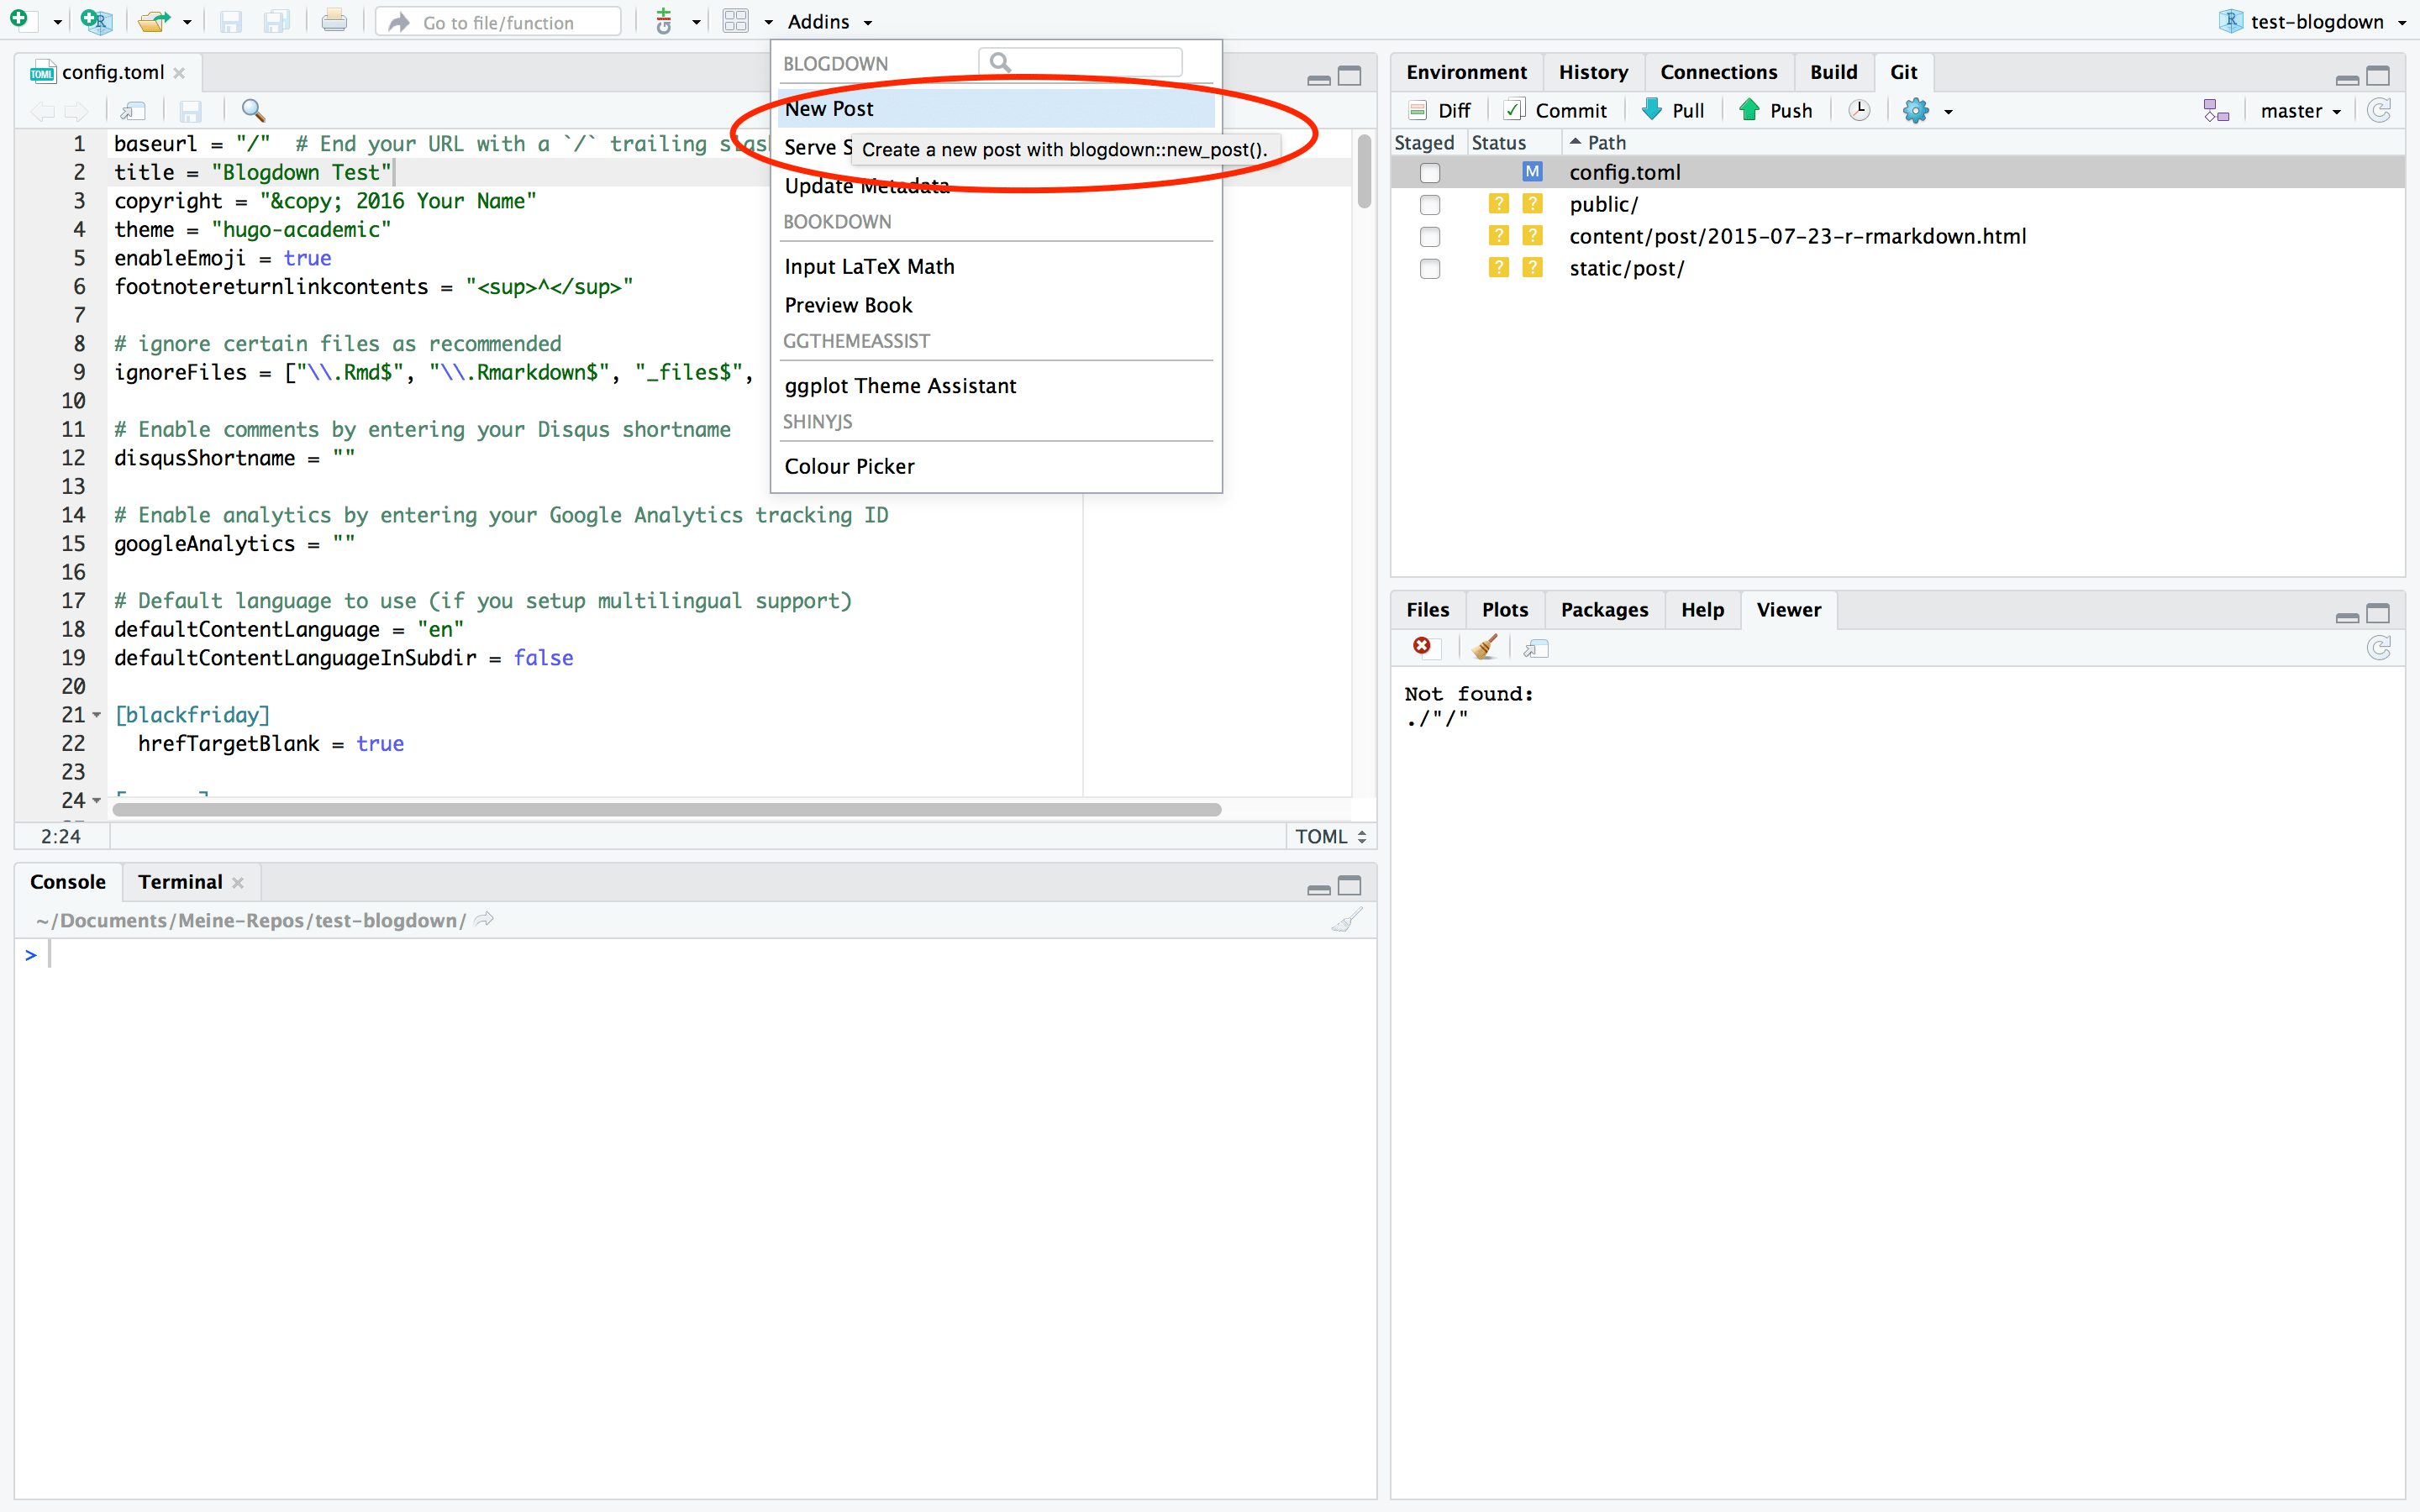 Go to file/function
Addins
test-blogdown
config.toml
1 baseurl = "/"  # End your URL with a `/` trailing slas
2 title = "Blogdown Test"
3 copyright = "&copy; 2016 Your Name"
4 theme = "hugo-academic"
5 enableEmoji = true
6 footnotereturnlinkcontents = "<sup>^</sup>"
7
8 # ignore certain files as recommended
9 ignoreFiles = ["\\.Rmd$", "\\.Rmarkdown$", "_files$",
10
11 # Enable comments by entering your Disqus shortname
12 disqusShortname = ""
13
14 # Enable analytics by entering your Google Analytics tracking ID
15 googleAnalytics = ""
16
17 # Default language to use (if you setup multilingual support)
18 defaultContentLanguage = "en"
19 defaultContentLanguageInSubdir = false
20
21 [blackfriday]
22   hrefTargetBlank = true
23
24
2:24
TOML
BLOGDOWN
New Post
Serve S
Create a new post with blogdown::new_post().
Update Metadata
BOOKDOWN
Input LaTeX Math
Preview Book
GGTHEMEASSIST
ggplot Theme Assistant
SHINYJS
Colour Picker
Console Terminal
~/Documents/Meine-Repos/test-blogdown/
>
Environment History Connections Build Git
Diff Commit Pull Push master
Staged Status Path
M config.toml
? ? public/
? ? content/post/2015-07-23-r-rmarkdown.html
? ? static/post/
Files Plots Packages Help Viewer
Not found:
./"/"